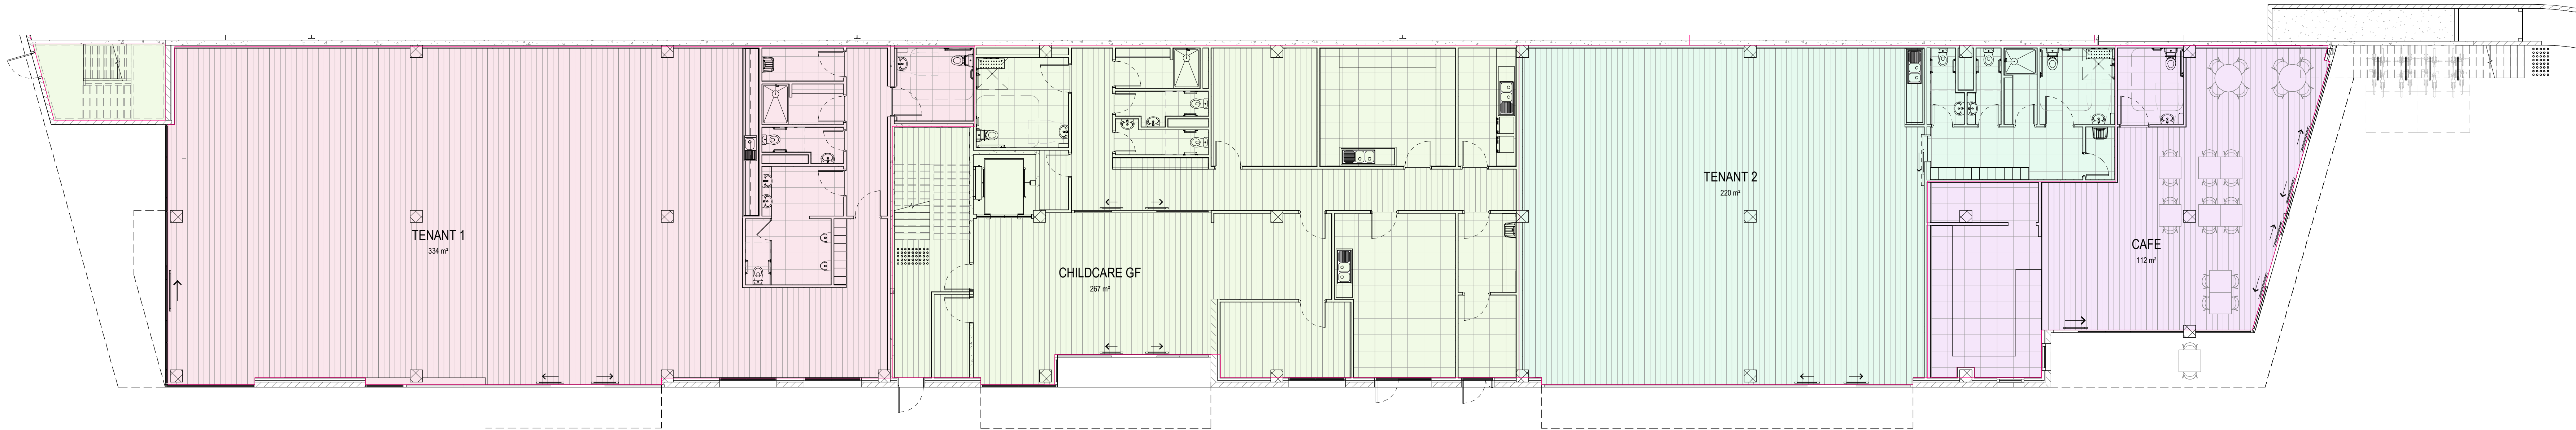 TENANT 1
334 m²
CHILDCARE GF
267 m²
TENANT 2
220 m²
CAFE
112 m²